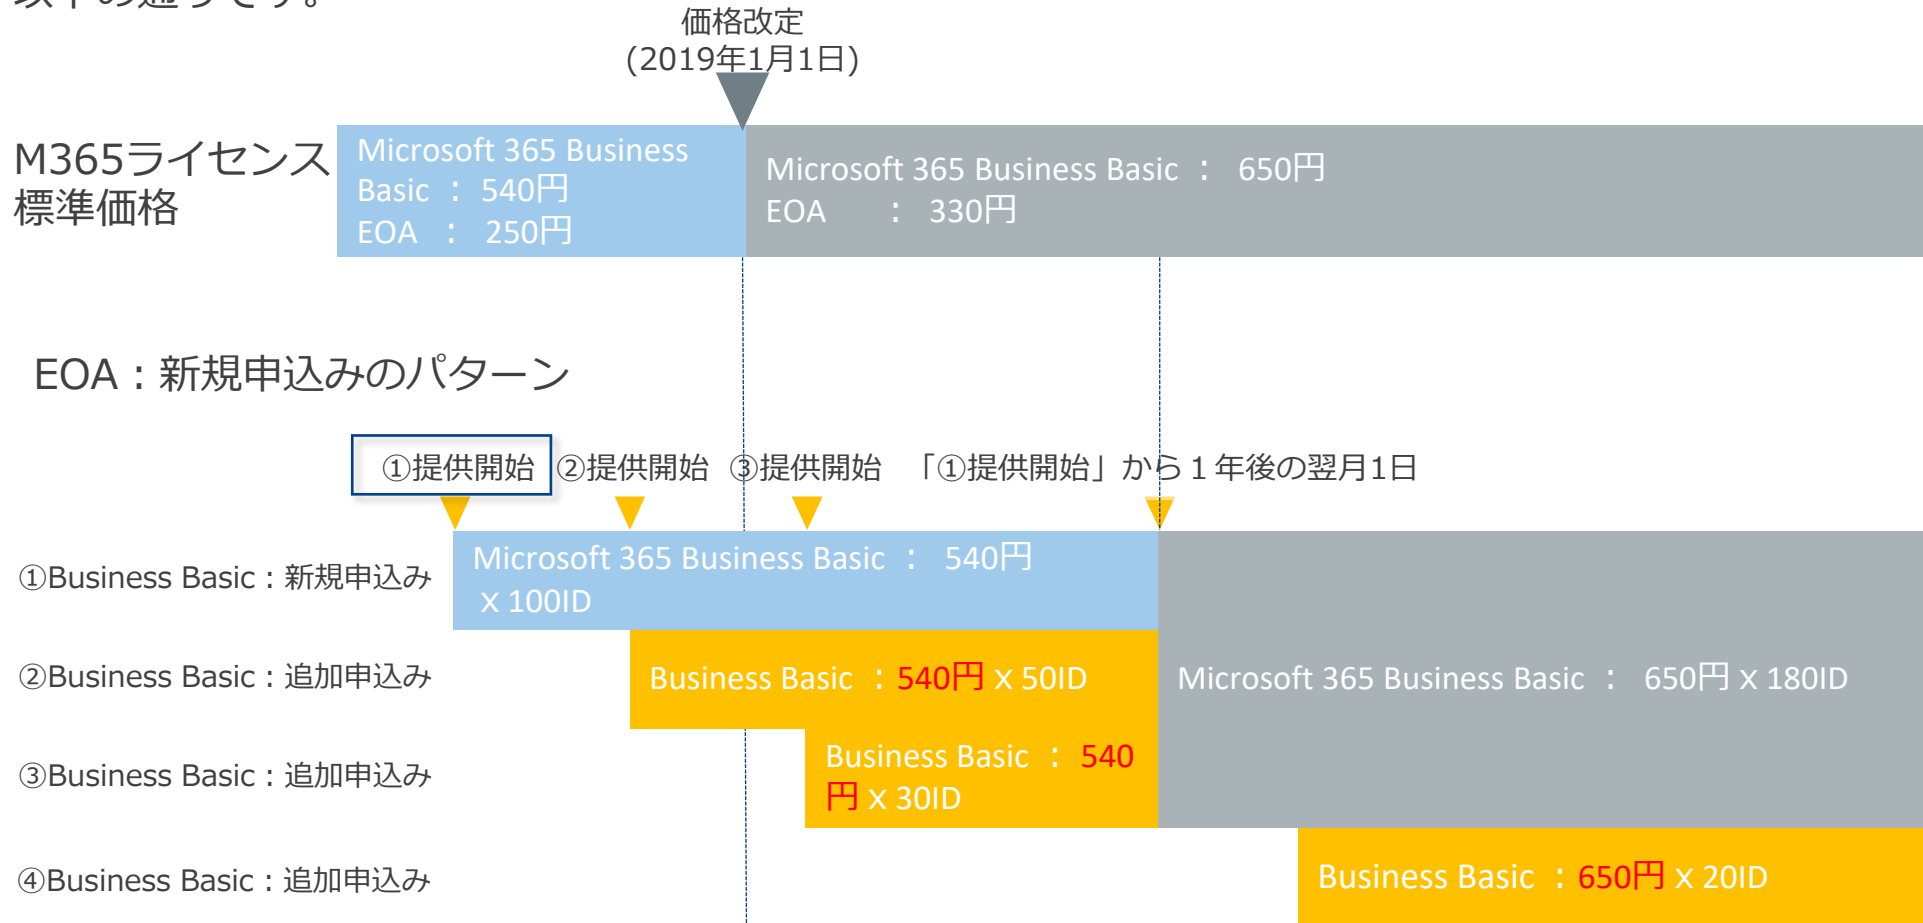 以下の通りです。
価格改定
(2019年1月1日)
M365ライセンス
標準価格
Microsoft 365 Business
Basic ： 540円
EOA ： 250円
Microsoft 365 Business Basic ： 650円
EOA ： 330円
EOA：新規申込みのパターン
①提供開始 ②提供開始 ③提供開始 「①提供開始」から１年後の翌月1日
①Business Basic：新規申込み
Microsoft 365 Business Basic ： 540円
x 100ID
②Business Basic：追加申込み
Business Basic ：540円 x 50ID
Microsoft 365 Business Basic ： 650円 x 180ID
③Business Basic：追加申込み
Business Basic ： 540
円 x 30ID
④Business Basic：追加申込み
Business Basic ：650円 x 20ID